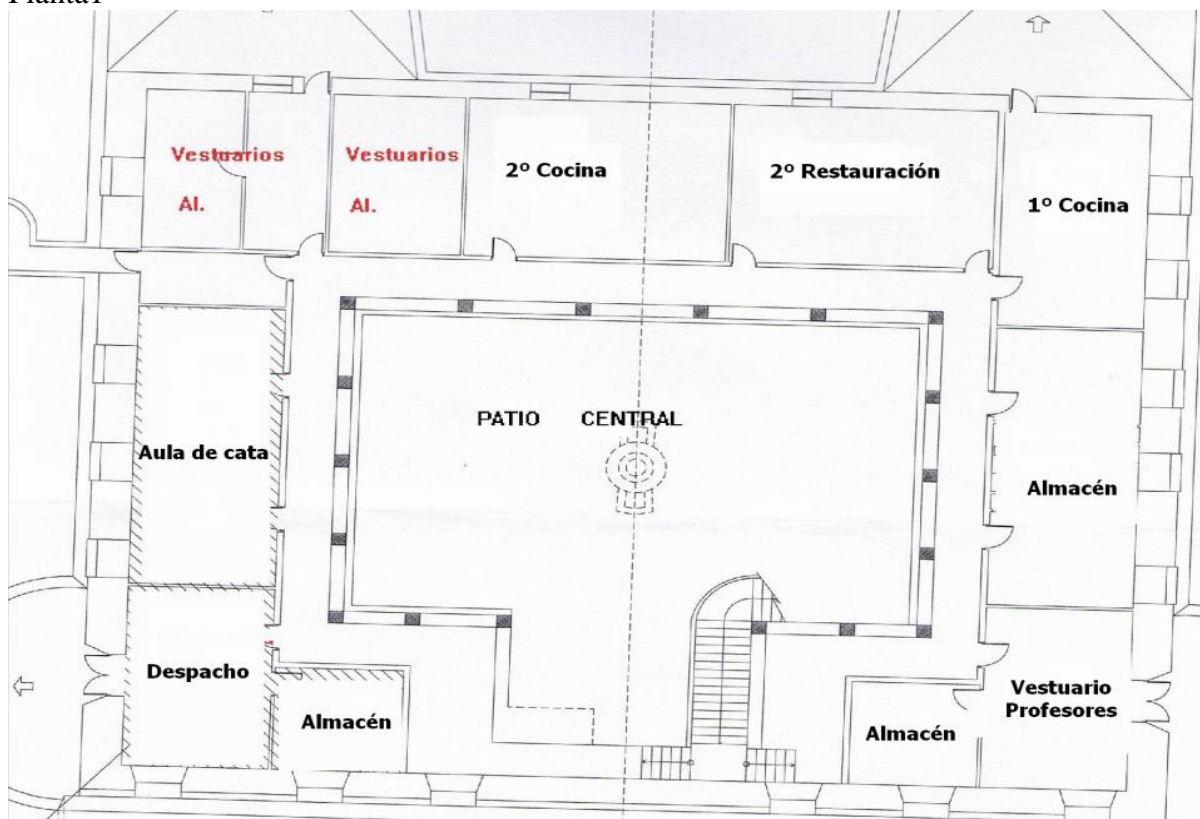 Planta1
Vestuarios
Al.
Vestuarios
Al.
2º Cocina
2º Restauración
1º Cocina
PATIO CENTRAL
Aula de cata
Almacén
Despacho
Almacén
Almacén
Vestuario
Profesores